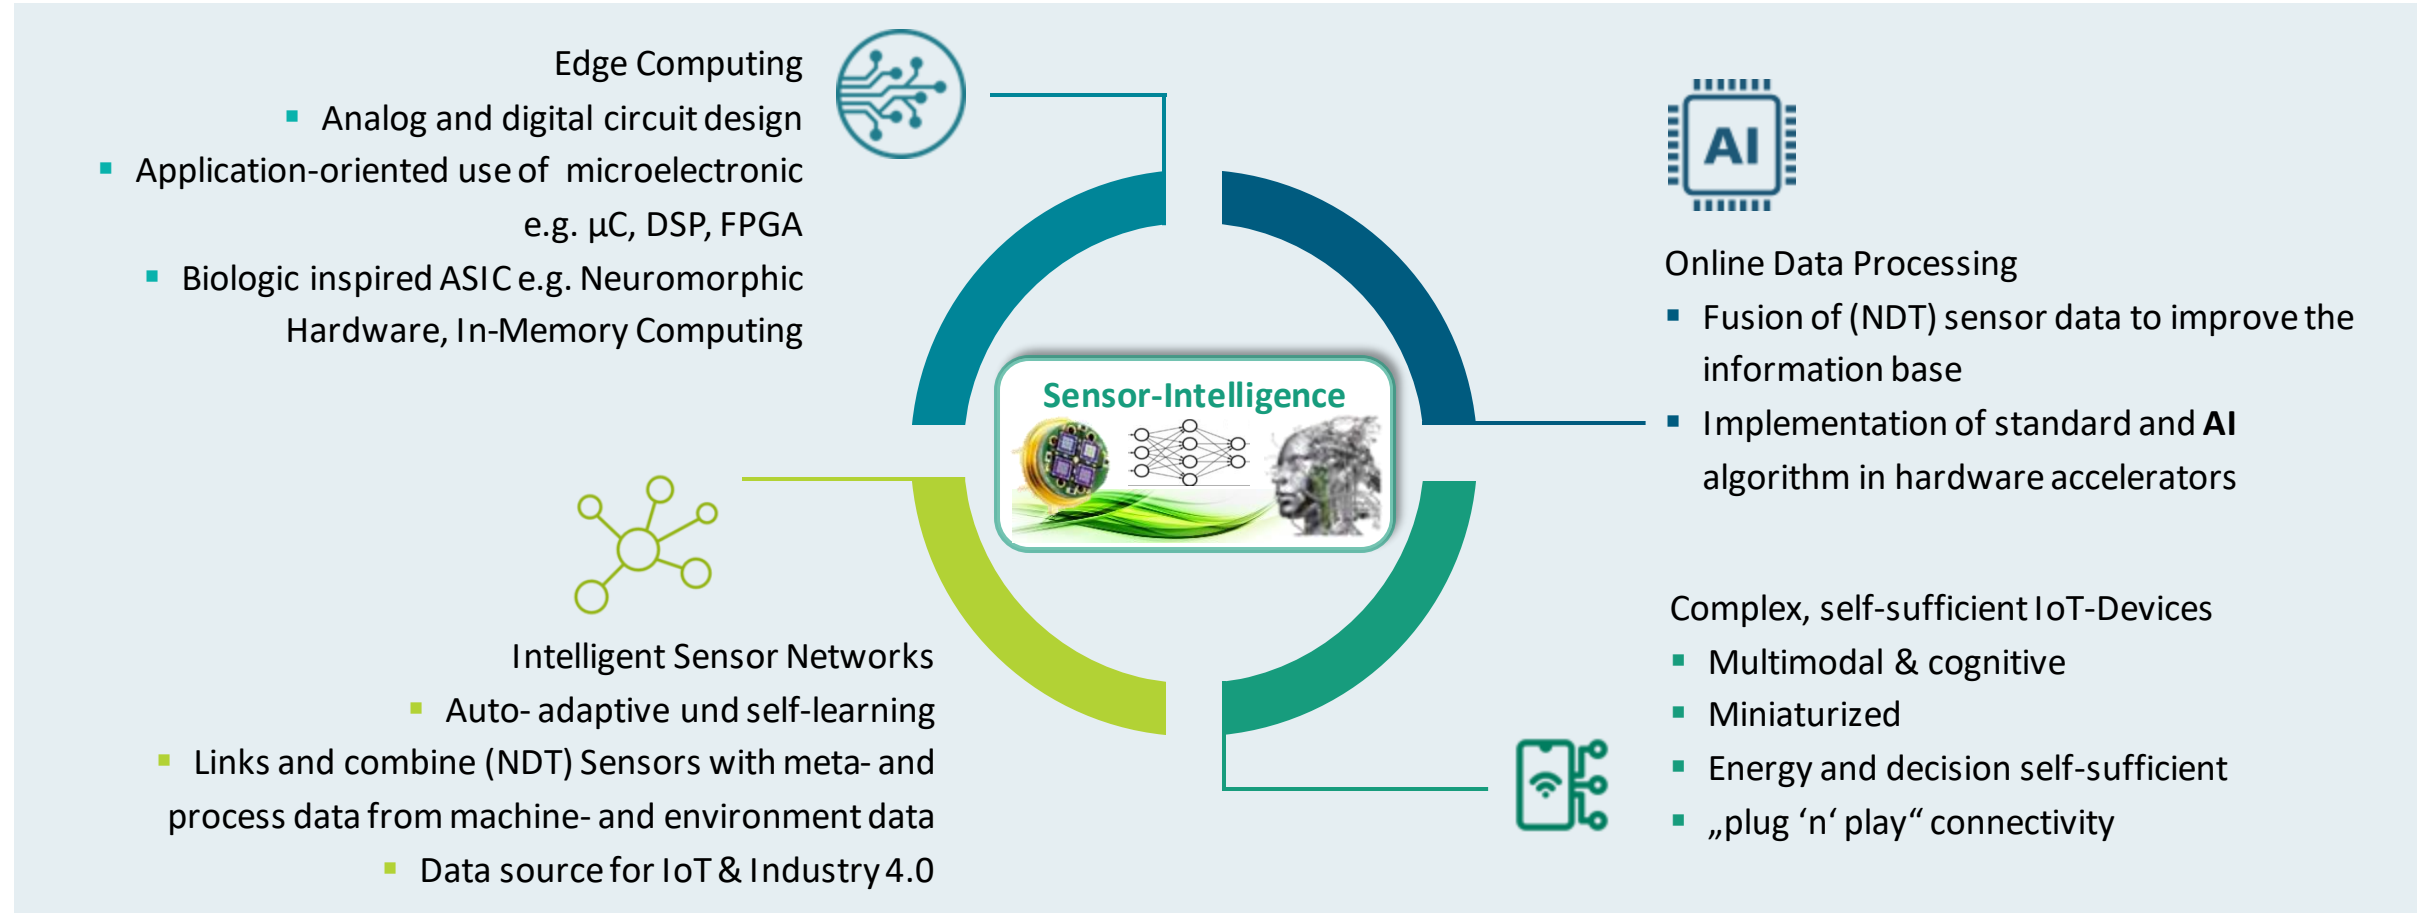 Edge Computing
▪ Analog and digital circuit design
▪ Application-oriented use of microelectronic
e.g. µC, DSP, FPGA
▪ Biologic inspired ASIC e.g. Neuromorphic
Hardware, In-Memory Computing
AI
Online Data Processing
▪ Fusion of (NDT) sensor data to improve the
information base
▪ Implementation of standard and AI
algorithm in hardware accelerators
Sensor-Intelligence
Intelligent Sensor Networks
▪ Auto- adaptive und self-learning
▪ Links and combine (NDT) Sensors with meta- and
process data from machine- and environment data
▪ Data source for IoT & Industry 4.0
Complex, self-sufficient IoT-Devices
▪ Multimodal & cognitive
▪ Miniaturized
▪ Energy and decision self-sufficient
▪ „plug ‘n‘ play“ connectivity